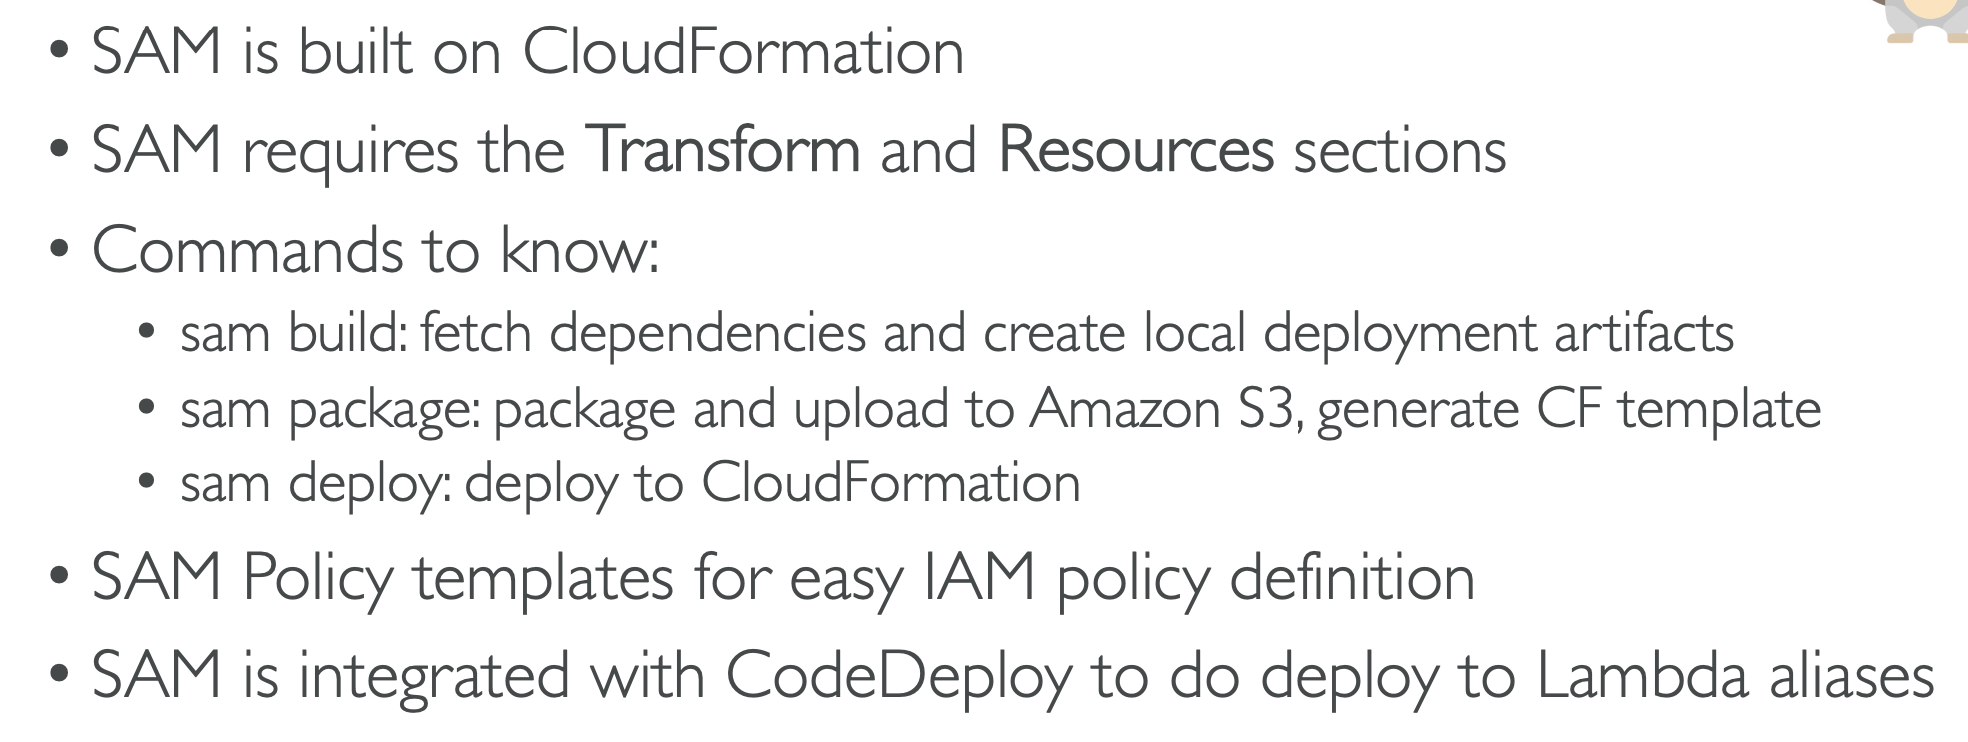 • SAM is built on CloudFormation
• SAM requires the Transform and Resources sections
• Commands to know:
• sam build: fetch dependencies and create local deployment artifacts
• sam package: package and upload to Amazon S3, generate CF template
• sam deploy: deploy to CloudFormation
• SAM Policy templates for easy IAM policy definition
• SAM is integrated with CodeDeploy to do deploy to Lambda aliases